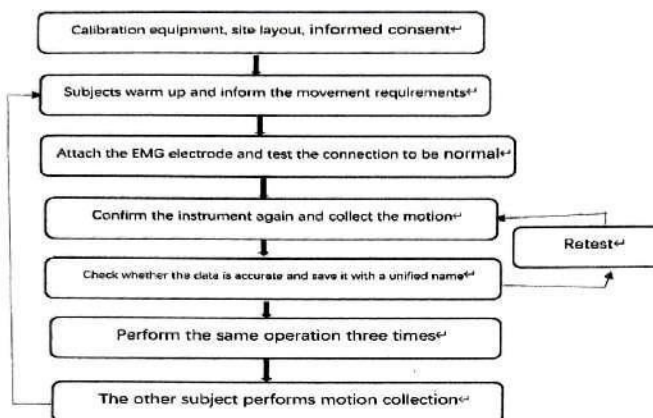 Calibration equipment, site layout, informed consent↵
Subjects warm up and inform the movement requirements↵
Attach the EMG electrode and test the connection to be normal↵
Confirm the instrument again and collect the motion↵
Retest↵
Check whether the data is accurate and save it with a unified name↵
Perform the same operation three times↵
The other subject performs motion collection↵